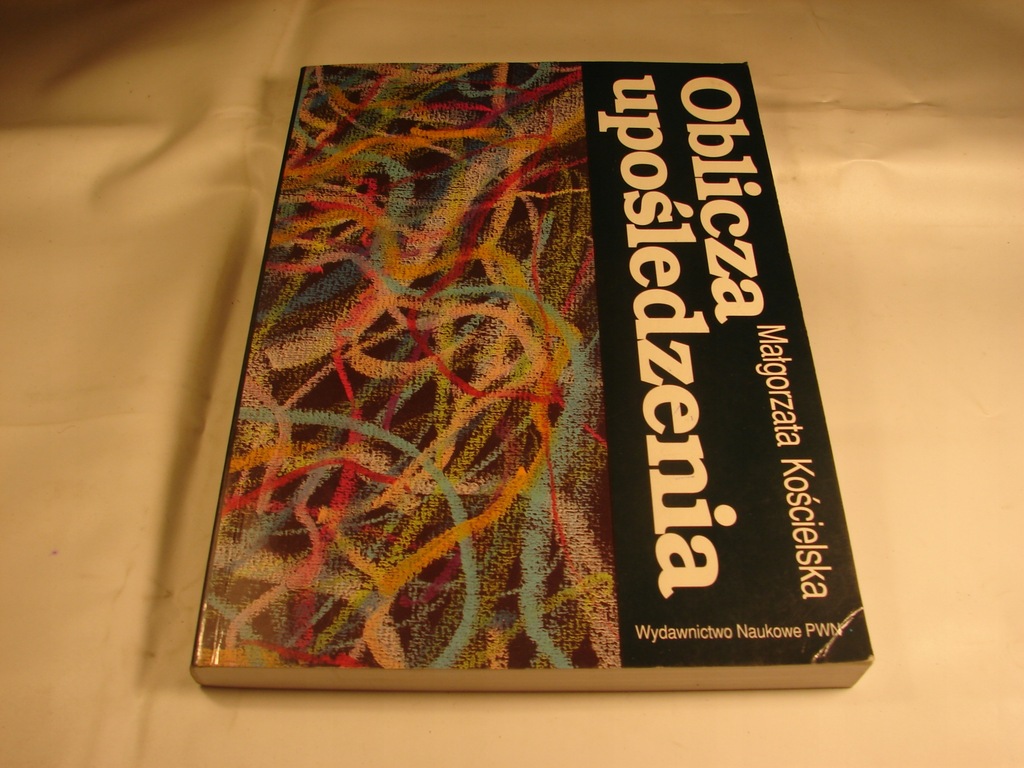 Oblicza
upośledzenia
Małgorzata Kościelska
Wydawnictwo Naukowe PWN